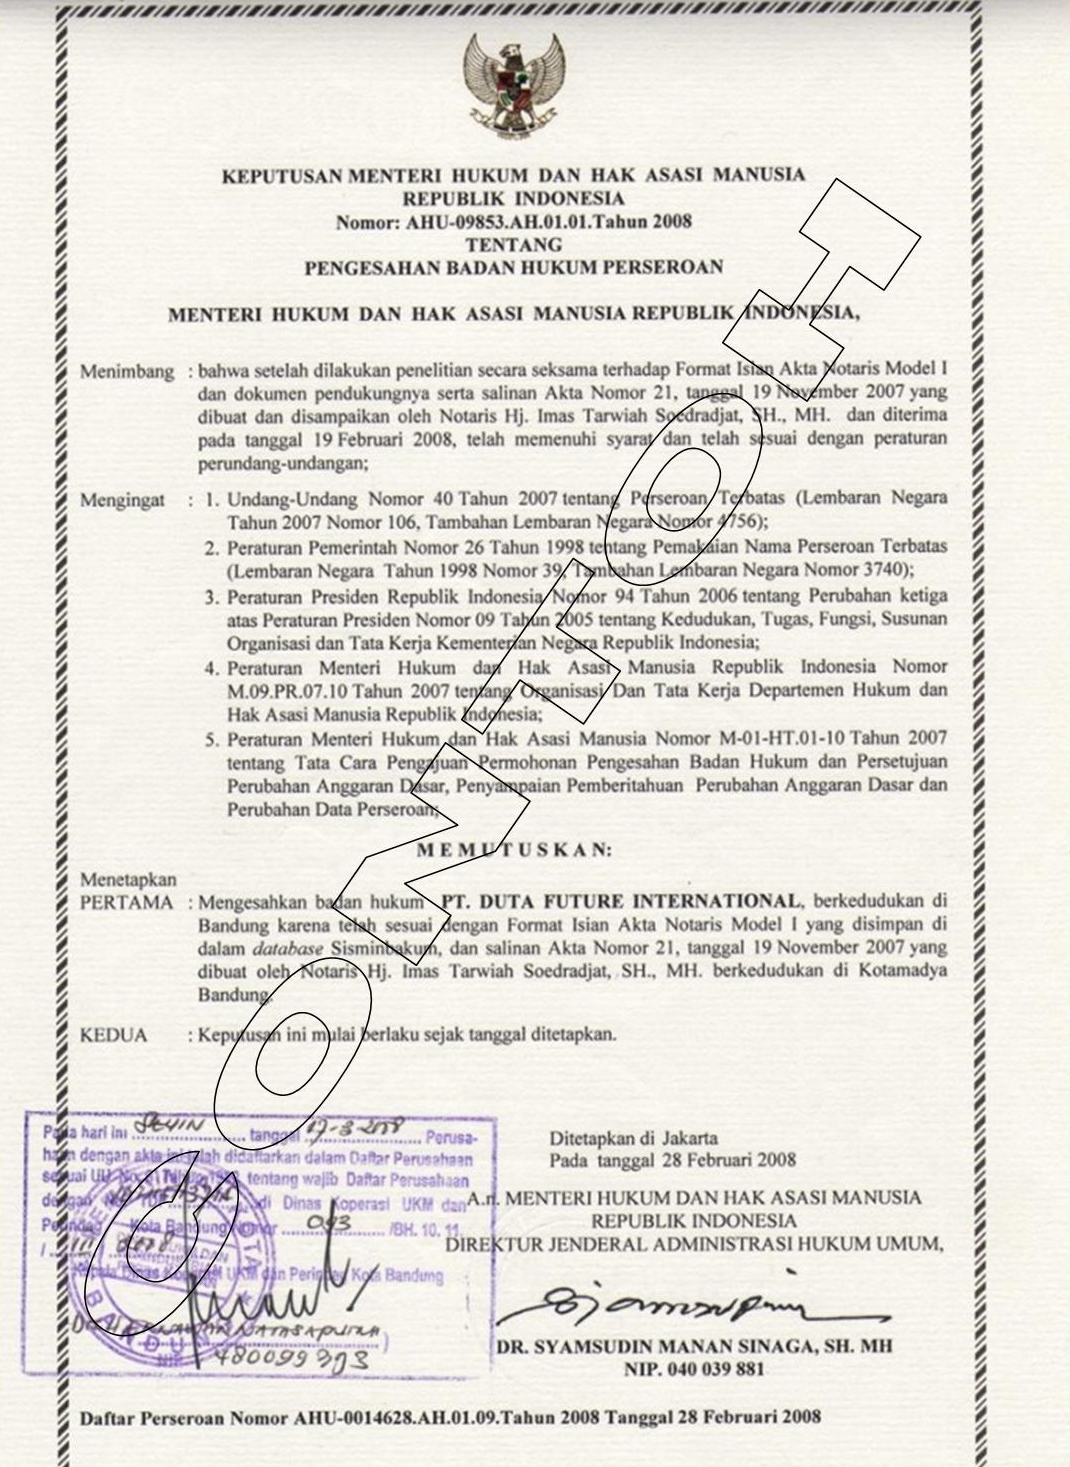 KEPUTUSAN MENTERI HUKUM DAN HAK ASASI MANUSIA
REPUBLIK INDONESIA
Nomor: AHU-09853.AH.01.01.Tahun 2008
TENTANG
PENGESAHAN BADAN HUKUM PERSEROAN
MENTERI HUKUM DAN HAK ASASI MANUSIA REPUBLIK INDONESIA,
Menimbang : bahwa setelah dilakukan penelitian secara seksama terhadap Format Isian Akta Notaris Model I
dan dokumen pendukungnya serta salinan Akta Nomor 21, tanggal 19 November 2007 yang
dibuat dan disampaikan oleh Notaris Hj. Imas Tarwiah Soedradjat, SH., MH. dan diterima
pada tanggal 19 Februari 2008, telah memenuhi syarat dan telah sesuai dengan peraturan
perundang-undangan;
Mengingat : 1. Undang-Undang Nomor 40 Tahun 2007 tentang Perseroan Terbatas (Lembaran Negara
Tahun 2007 Nomor 106, Tambahan Lembaran Negara Nomor 4756);
2. Peraturan Pemerintah Nomor 26 Tahun 1998 tentang Pemakaian Nama Perseroan Terbatas
(Lembaran Negara Tahun 1998 Nomor 39, Tambahan Lembaran Negara Nomor 3740);
3. Peraturan Presiden Republik Indonesia Nomor 94 Tahun 2006 tentang Perubahan ketiga
atas Peraturan Presiden Nomor 09 Tahun 2005 tentang Kedudukan, Tugas, Fungsi, Susunan
Organisasi dan Tata Kerja Kementerian Negara Republik Indonesia;
4. Peraturan Menteri Hukum dan Hak Asasi Manusia Republik Indonesia Nomor
M.09.PR.07.10 Tahun 2007 tentang Organisasi Dan Tata Kerja Departemen Hukum dan
Hak Asasi Manusia Republik Indonesia;
5. Peraturan Menteri Hukum dan Hak Asasi Manusia Nomor M-01-HT.01-10 Tahun 2007
tentang Tata Cara Pengajuan Permohonan Pengesahan Badan Hukum dan Persetujuan
Perubahan Anggaran Dasar, Penyampaian Pemberitahuan Perubahan Anggaran Dasar dan
Perubahan Data Perseroan;
MEMUTUSKAN:
Menetapkan
PERTAMA : Mengesahkan badan hukum PT. DUTA FUTURE INTERNATIONAL, berkedudukan di
Bandung karena telah sesuai dengan Format Isian Akta Notaris Model I yang disimpan di
dalam database Sisminbakum, dan salinan Akta Nomor 21, tanggal 19 November 2007 yang
dibuat oleh Notaris Hj. Imas Tarwiah Soedradjat, SH., MH. berkedudukan di Kotamadya
Bandung.
KEDUA : Keputusan ini mulai berlaku sejak tanggal ditetapkan.
Pada hari ini SENIN tanggal 17-3-2008 Perusa-
haan dengan akta ini telah didaftarkan dalam Daftar Perusahaan
sesuai UU No. tentang wajib Daftar Perusahaan
dengan di Dinas Koperasi UKM dan
Perindag Kota Bandung Nomor 093 /BH. 10. 11.
/ III 2008
Kepala Dinas Koperasi UKM dan Perindag Kota Bandung
NIP. 480099303
BANDUNG
Ditetapkan di Jakarta
Pada tanggal 28 Februari 2008
A.n. MENTERI HUKUM DAN HAK ASASI MANUSIA
REPUBLIK INDONESIA
DIREKTUR JENDERAL ADMINISTRASI HUKUM UMUM,
DR. SYAMSUDIN MANAN SINAGA, SH. MH
NIP. 040 039 881
Daftar Perseroan Nomor AHU-0014628.AH.01.09.Tahun 2008 Tanggal 28 Februari 2008
CONTOH